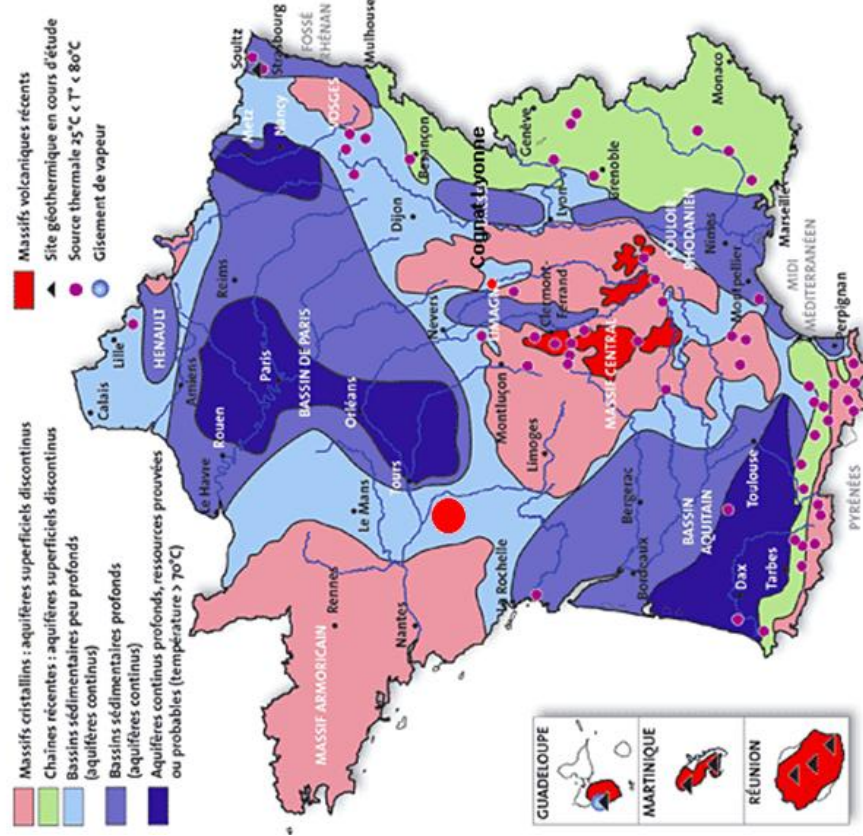 Massifs cristallins : aquifères superficiels discontinus
Chaînes récentes : aquifères superficiels discontinus
Bassins sédimentaires peu profonds
(aquifères continus)
Bassins sédimentaires profonds
(aquifères continus)
Aquifères continus profonds, ressources prouvées
ou probables (température > 70°C)
Massifs volcaniques récents
Site géothermique en cours d'étude
Source thermale 25°C < T° < 80°C
Gisement de vapeur
Calais
Lille
HENAULT
Amiens
Le Havre
Rouen
Reims
Paris
BASSIN DE PARIS
Metz
Nancy
Soultz
Strasbourg
FOSSÉ
RHÉNAN
VOSGES
Mulhouse
Orléans
Le Mans
Tours
Rennes
MASSIF ARMORICAIN
Nantes
Dijon
Besançon
Nevers
Cognat Lyonne
Montluçon
Clermont-
Ferrand
Limoges
MASSIF CENTRAL
Lyon
Genève
Grenoble
La Rochelle
Bordeaux
Bergerac
BASSIN
AQUITAIN
COULOIR
RHODANIEN
Nîmes
Montpellier
Marseille
Monaco
MIDI
MÉDITERRANÉEN
Dax
Tarbes
Toulouse
Perpignan
PYRÉNÉES
GUADELOUPE
MARTINIQUE
RÉUNION